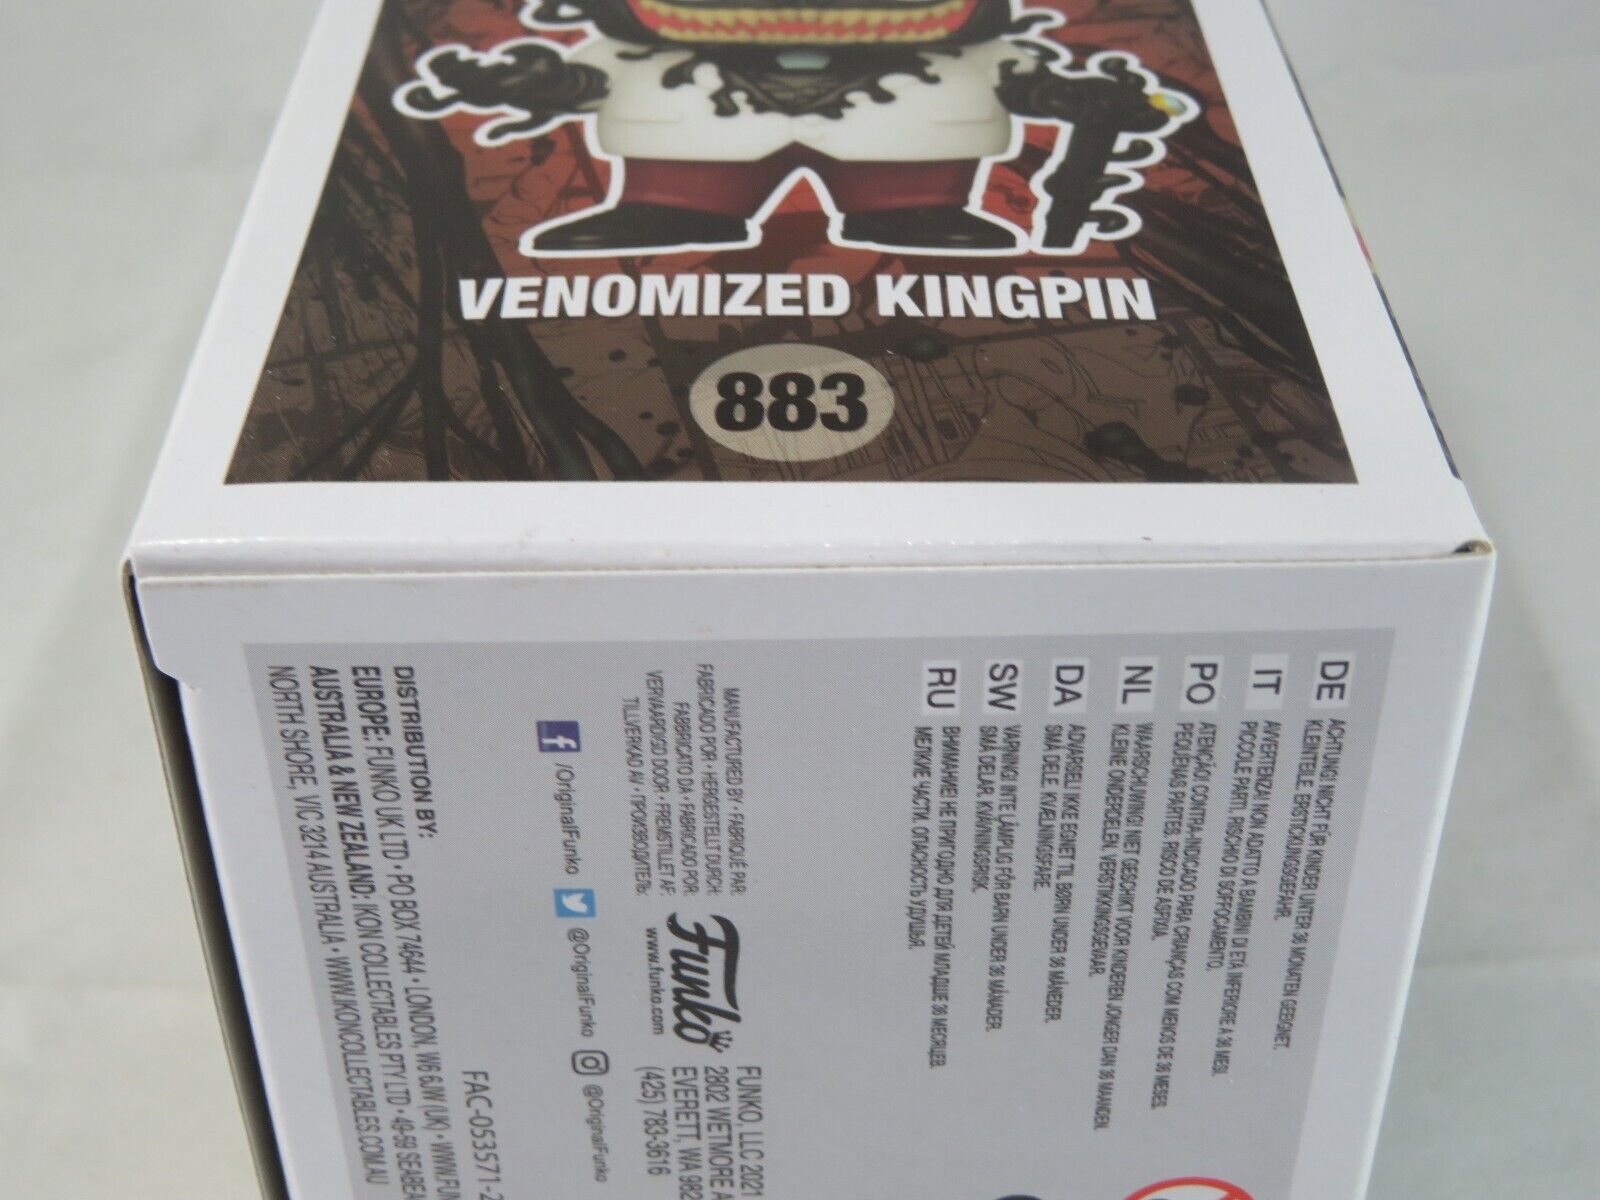 VENOMIZED KINGPIN
883
DE ACHTUNG! NICHT FÜR KINDER UNTER 36 MONATEN GEEIGNET.
KLEINTEILE. ERSTICKUNGSGEFAHR.
IT AVVERTENZA! NON ADATTO A BAMBINI DI ETÀ INFERIORE A 36 MESI.
PICCOLE PARTI. RISCHIO DI SOFFOCAMENTO.
PO ATENÇÃO! CONTRA-INDICADO PARA CRIANÇAS COM MENOS DE 36 MESES.
PEQUENAS PARTES. RISCO DE ASFIXIA.
NL WAARSCHUWING! NIET GESCHIKT VOOR KINDEREN JONGER DAN 36 MAANDEN.
KLEINE ONDERDELEN. VERSTIKKINGSGEVAAR.
DA ADVARSEL! IKKE EGNET TIL BØRN UNDER 36 MÅNEDER.
SMÅ DELE. KVÆLNINGSFARE.
SW VARNING! INTE LÄMPLIG FÖR BARN UNDER 36 MÅNADER.
SMÅ DELAR. KVÄVNINGSRISK.
RU ВНИМАНИЕ! НЕ ПРИГОДНО ДЛЯ ДЕТЕЙ МЛАДШЕ 36 МЕСЯЦЕВ.
МЕЛКИЕ ЧАСТИ. ОПАСНОСТЬ УДУШЬЯ.
MANUFACTURED BY • FABRIQUÉ PAR:
FABRICADO POR • HERGESTELLT DURCH:
FABBRICATO DA • FABRICADO POR:
VERVAARDIGD DOOR • FREMSTILLET AF:
TILLVERKAD AV • ПРОИЗВОДИТЕЛЬ:
Funko
www.funko.com
FUNKO, LLC 2021
2802 WETMORE A
EVERETT, WA 982
(425) 783-3616
f /OriginalFunko @OriginalFunko @OriginalFunko
FAC-053571-2
DISTRIBUTION BY:
EUROPE: FUNKO UK LTD • PO BOX 74644 • LONDON, W6 6JW (UK) • WWW.FUN
AUSTRALIA & NEW ZEALAND: IKON COLLECTABLES PTY LTD • 49-59 SEABEA
NORTH SHORE, VIC 3214 AUSTRALIA • WWW.IKONCOLLECTABLES.COM.AU